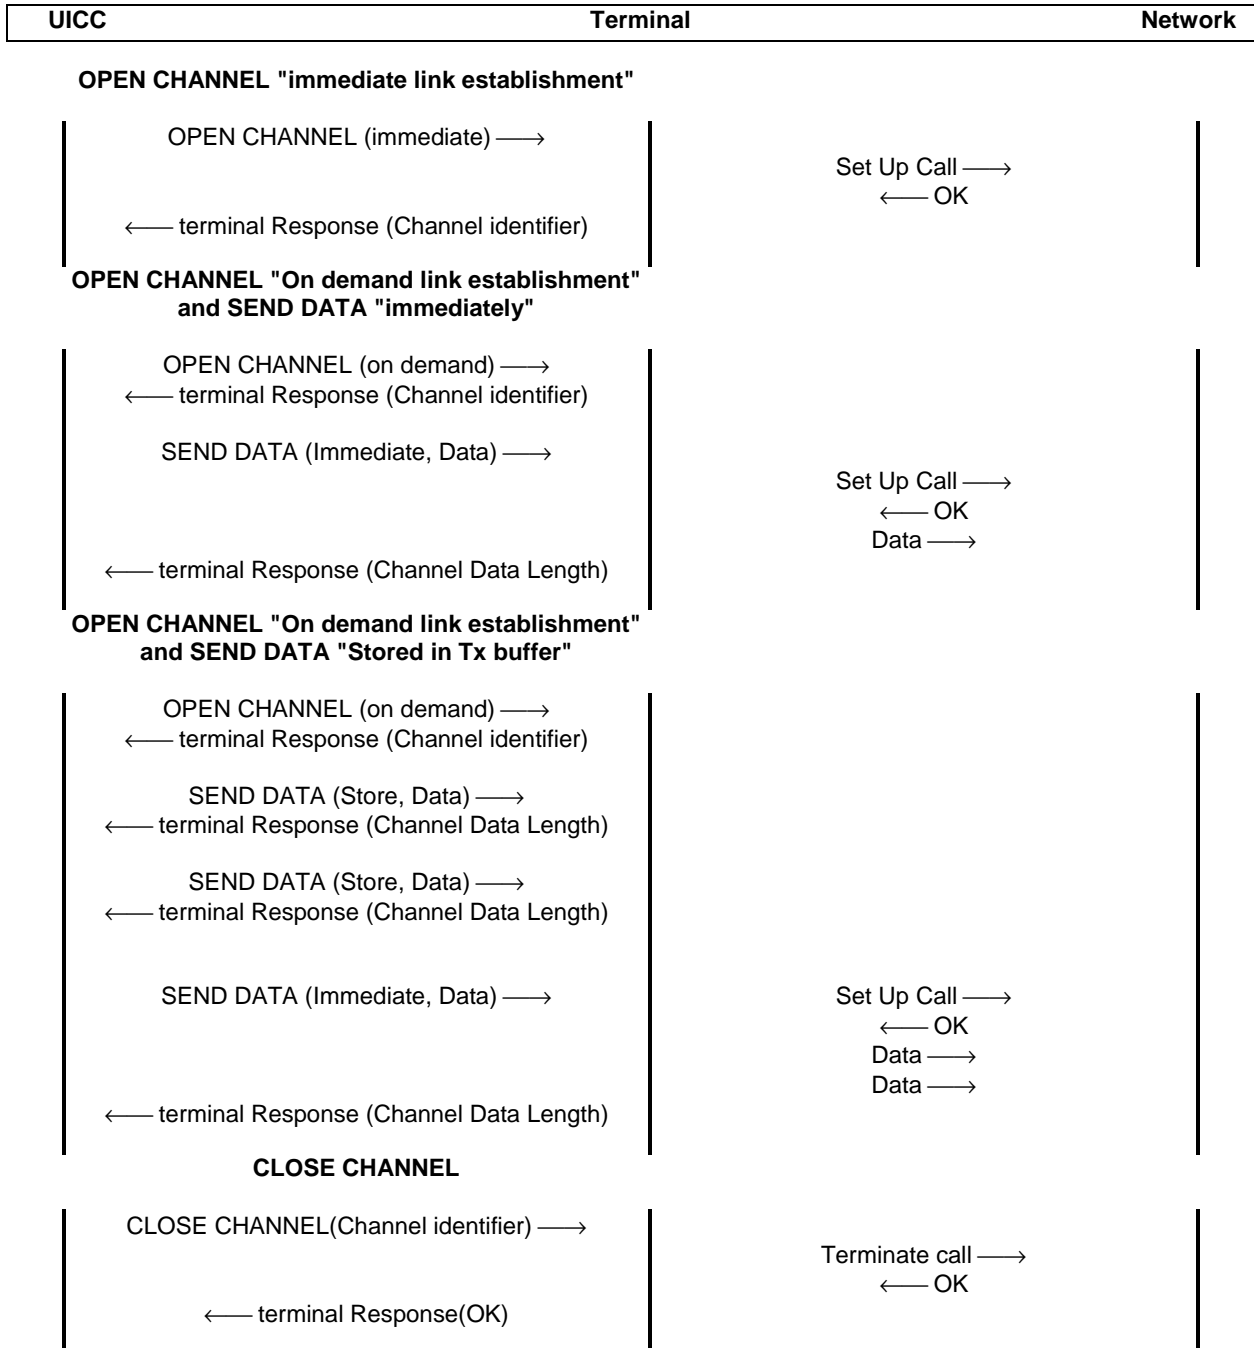 UICC Terminal Network
OPEN CHANNEL "immediate link establishment"
OPEN CHANNEL (immediate) ⟶
Set Up Call ⟶
⟵ OK
⟵ terminal Response (Channel identifier)
OPEN CHANNEL "On demand link establishment"
and SEND DATA "immediately"
OPEN CHANNEL (on demand) ⟶
⟵ terminal Response (Channel identifier)
SEND DATA (Immediate, Data) ⟶
Set Up Call ⟶
⟵ OK
Data ⟶
⟵ terminal Response (Channel Data Length)
OPEN CHANNEL "On demand link establishment"
and SEND DATA "Stored in Tx buffer"
OPEN CHANNEL (on demand) ⟶
⟵ terminal Response (Channel identifier)
SEND DATA (Store, Data) ⟶
⟵ terminal Response (Channel Data Length)
SEND DATA (Store, Data) ⟶
⟵ terminal Response (Channel Data Length)
SEND DATA (Immediate, Data) ⟶ Set Up Call ⟶
⟵ OK
Data ⟶
Data ⟶
⟵ terminal Response (Channel Data Length)
CLOSE CHANNEL
CLOSE CHANNEL(Channel identifier) ⟶
Terminate call ⟶
⟵ OK
⟵ terminal Response(OK)